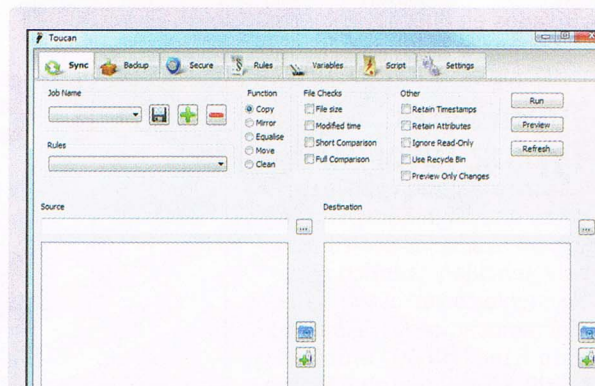 Toucan
Sync Backup Secure Rules Variables Script Settings
Job Name
Rules
Function
Copy
Mirror
Equalise
Move
Clean
File Checks
File size
Modified time
Short Comparison
Full Comparison
Other
Retain Timestamps
Retain Attributes
Ignore Read-Only
Use Recycle Bin
Preview Only Changes
Run
Preview
Refresh
Source
...
Destination
...